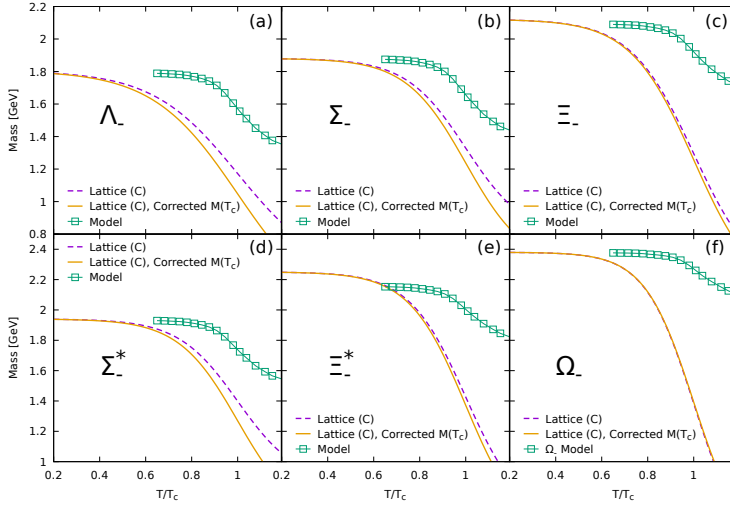 (a)
Λ-
Lattice (C)
Lattice (C), Corrected M(Tc)
Model
(b)
Σ-
Lattice (C)
Lattice (C), Corrected M(Tc)
Model
(c)
Ξ-
Lattice (C)
Lattice (C), Corrected M(Tc)
Model
Mass [GeV]
2.2
2
1.8
1.6
1.4
1.2
1
0.8
(d)
Lattice (C)
Lattice (C), Corrected M(Tc)
Model
Σ*-
(e)
Ξ*-
Lattice (C)
Lattice (C), Corrected M(Tc)
Model
(f)
Ω-
Lattice (C)
Lattice (C), Corrected M(Tc)
Ω- Model
Mass [GeV]
2.4
2.2
2
1.8
1.6
1.4
1.2
1
0.2 0.4 0.6 0.8 1 0.2 0.4 0.6 0.8 1 0.2 0.4 0.6 0.8 1
T/Tc T/Tc T/Tc